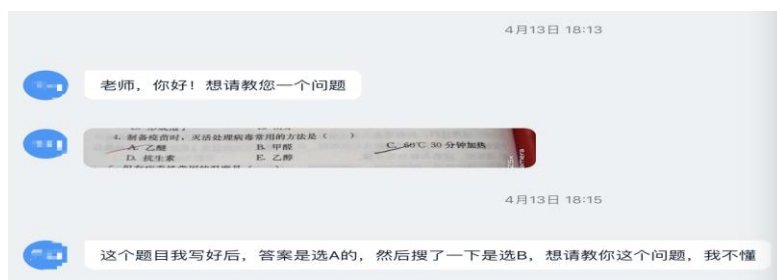 4月13日 18:13
老师，你好！想请教您一个问题
4. 制备疫苗时，灭活处理病毒常用的方法是（ ）
A. 乙醚 B. 甲醛 C. 60℃ 30 分钟加热
D. 抗生素 E. 乙醇
4月13日 18:15
这个题目我写好后，答案是选A的，然后搜了一下是选B，想请教你这个问题，我不懂